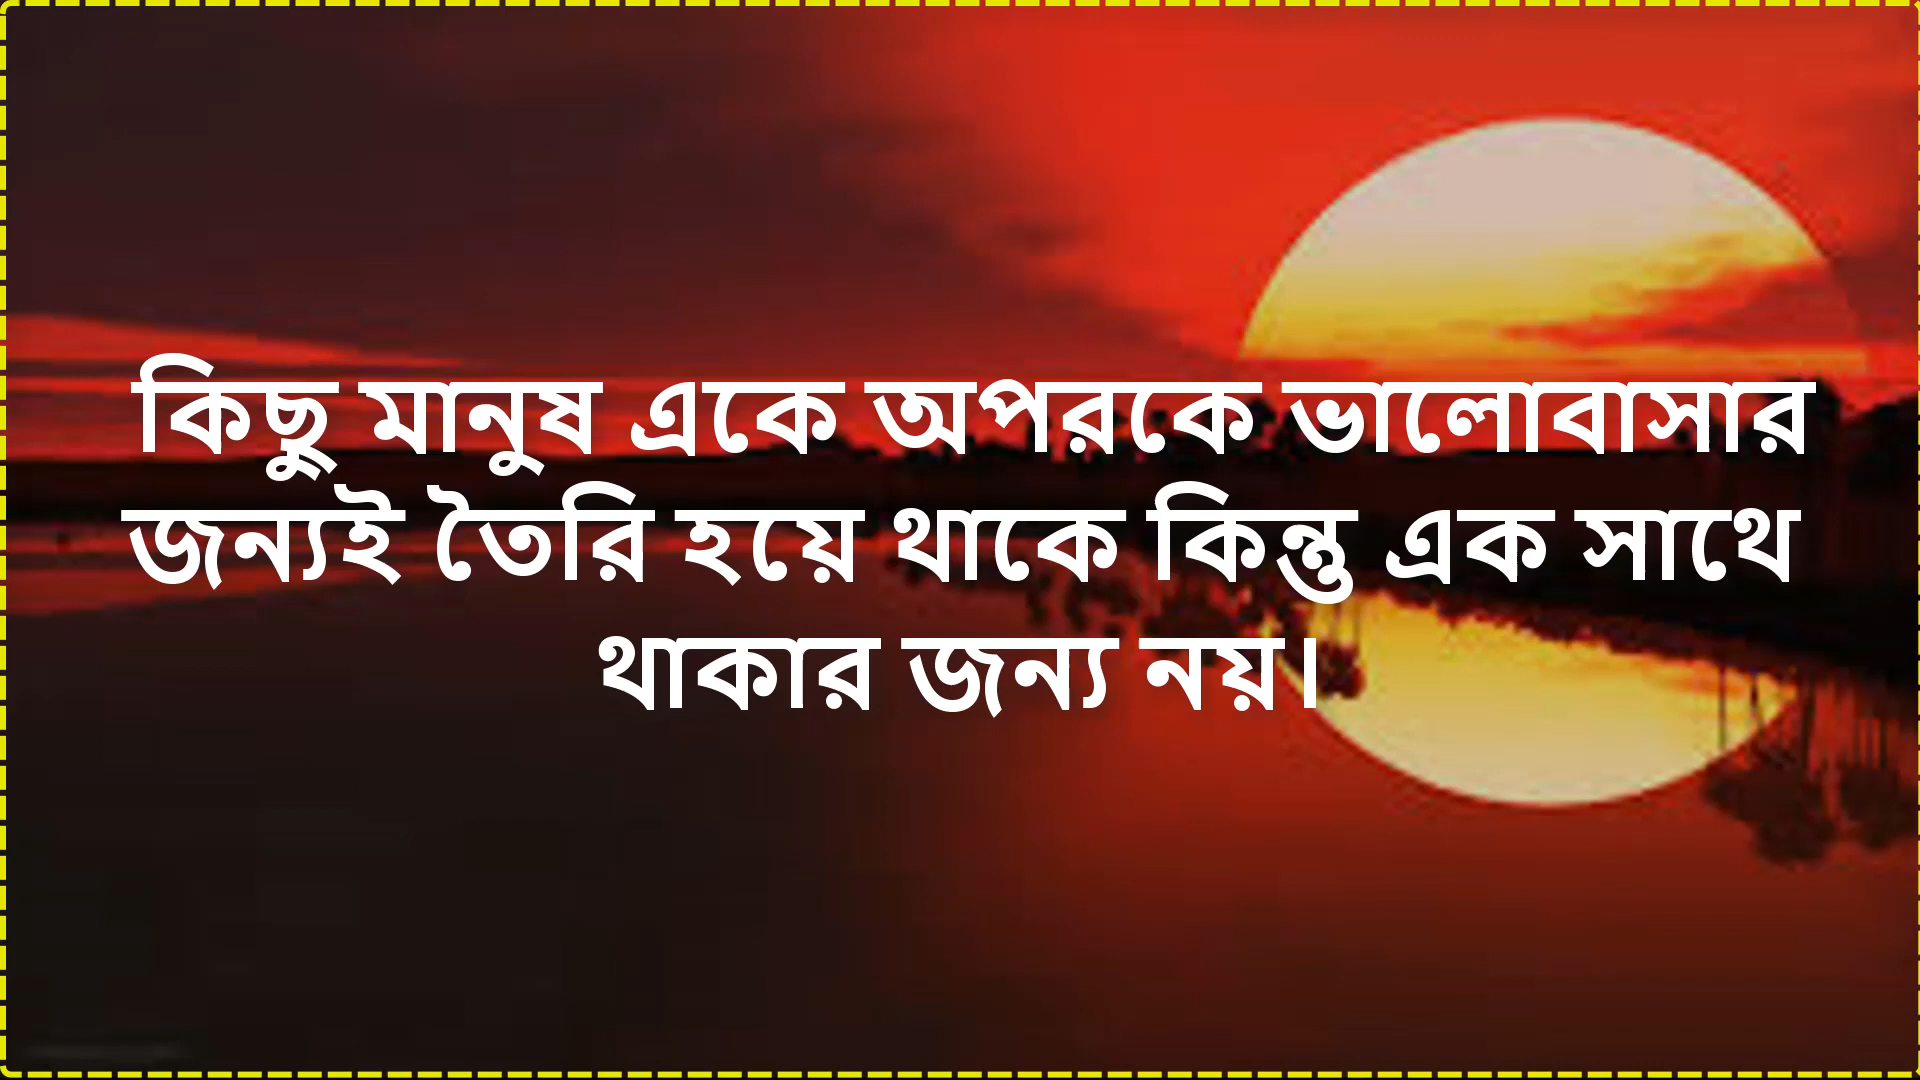 কিছু মানুষ একে অপরকে ভালোবাসার
জন্যই তৈরি হয়ে থাকে কিন্তু এক সাথে
থাকার জন্য নয়।